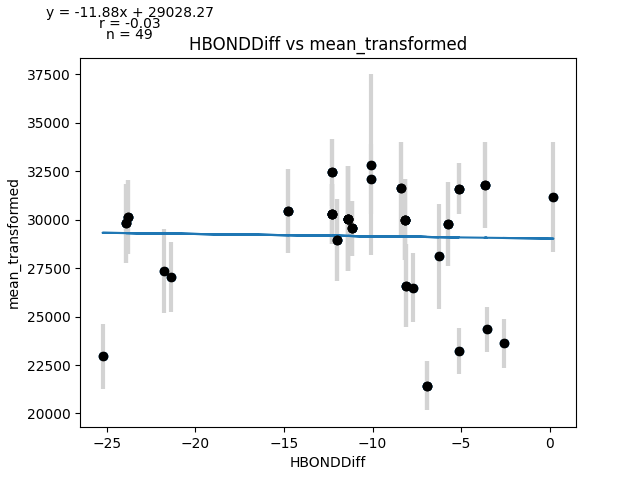 y = -11.88x + 29028.27
r = -0.03
n = 49
HBONDDiff vs mean_transformed
37500
35000
32500
30000
27500
25000
22500
20000
mean_transformed
−25
−20
−15
−10
−5
0
HBONDDiff